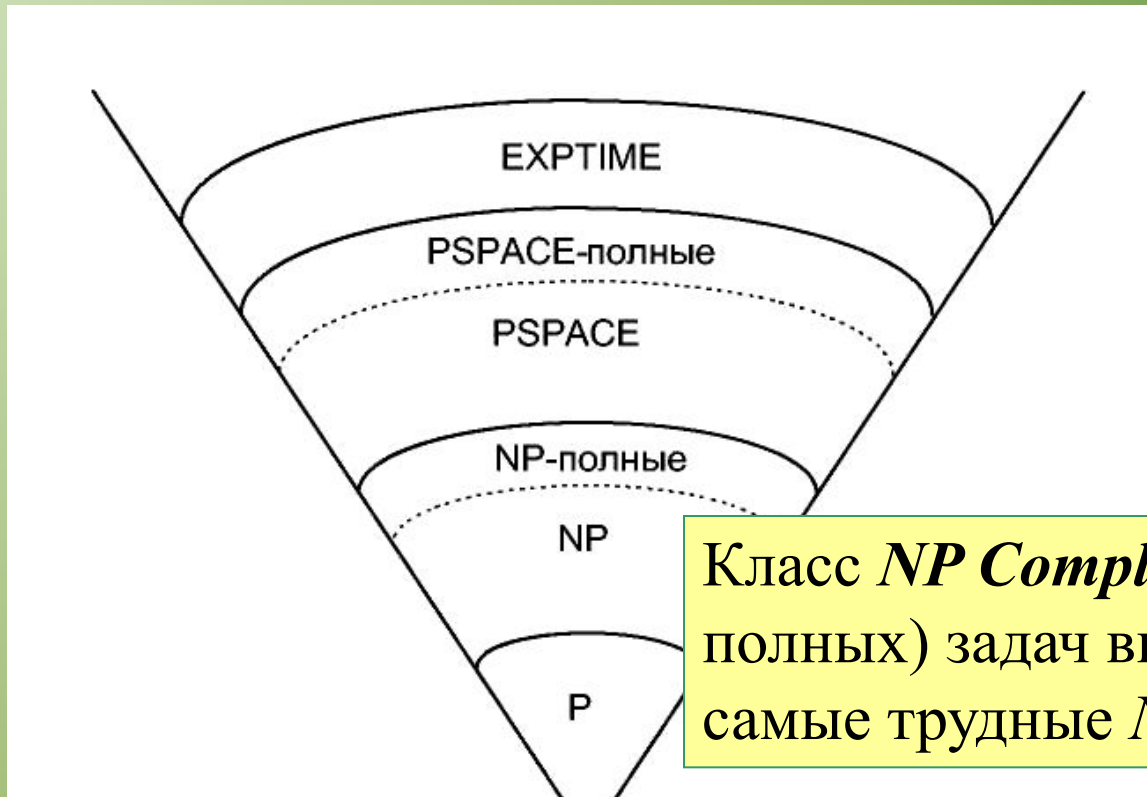 EXPTIME
PSPACE-полные
PSPACE
NP-полные
NP
P
Класс NP
полных) задач
самые трудные